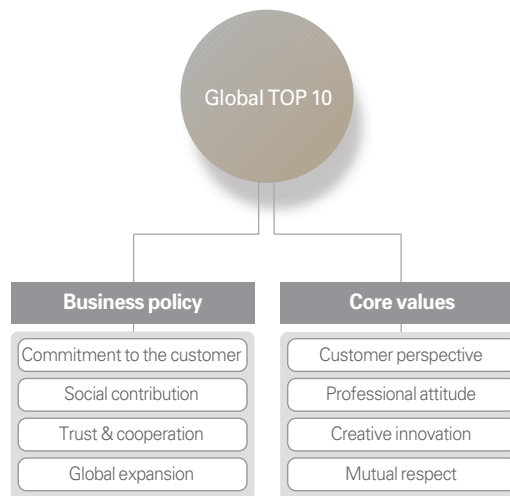 Global TOP 10
Business policy
Commitment to the customer
Social contribution
Trust & cooperation
Global expansion
Core values
Customer perspective
Professional attitude
Creative innovation
Mutual respect